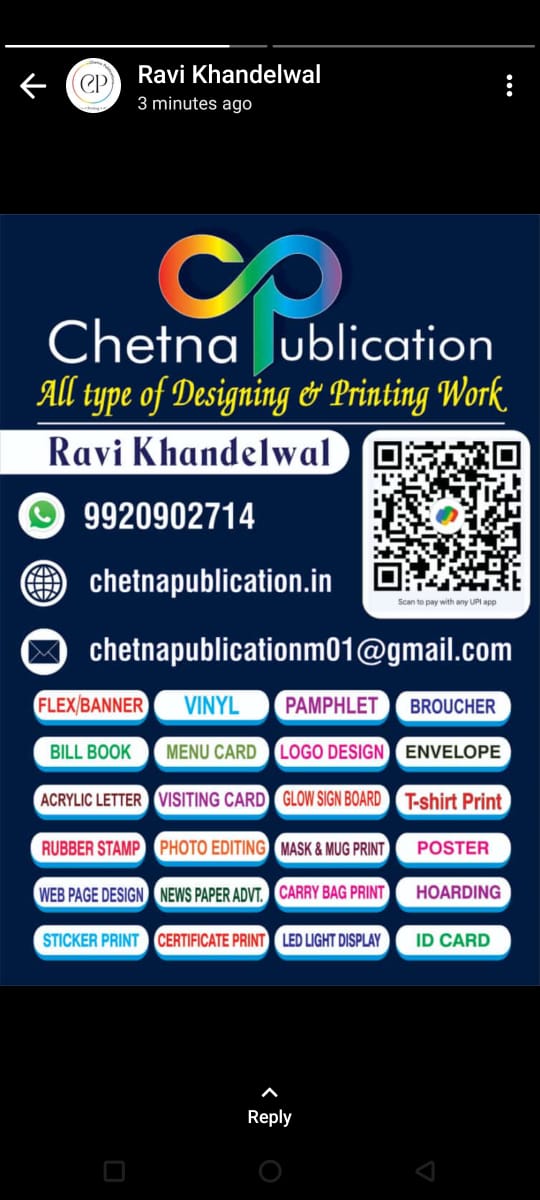 Ravi Khandelwal
3 minutes ago
Chetna Publication
All type of Designing & Printing Work
Ravi Khandelwal
9920902714
chetnapublication.in
chetnapublicationm01@gmail.com
Scan to pay with any UPI app
FLEX/BANNER VINYL PAMPHLET BROUCHER
BILL BOOK MENU CARD LOGO DESIGN ENVELOPE
ACRYLIC LETTER VISITING CARD GLOW SIGN BOARD T-shirt Print
RUBBER STAMP PHOTO EDITING MASK & MUG PRINT POSTER
WEB PAGE DESIGN NEWS PAPER ADVT. CARRY BAG PRINT HOARDING
STICKER PRINT CERTIFICATE PRINT LED LIGHT DISPLAY ID CARD
Reply